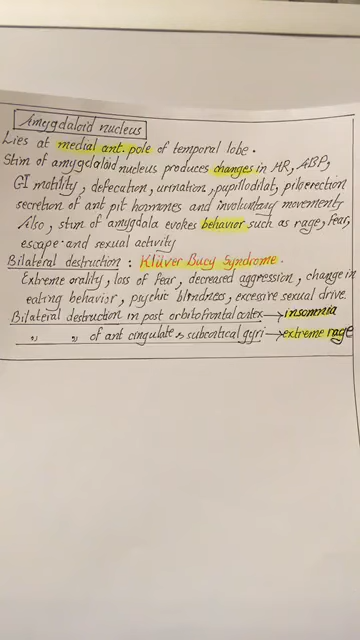 Amygdaloid nucleus
Lies at medial ant. pole of temporal lobe.
Stim of amygdaloid nucleus produces changes in HR, ABP,
GI motility, defecution, urination, pupillodilat, piloerection
secretion of ant pit hormones and involuntary movements
Also, stim of amygdala evokes behavior such as rage, fear,
escape and sexual activity
Bilateral destruction : Klüver Bucy Syndrome.
Extreme orality, loss of fear, decreased aggression, change in
eating behavior, psychic blindness, excessive sexual drive.
Bilateral destruction in post orbitofrontal cortex → insomnia
" " of ant cingulate & subcortical gyri → extreme rage